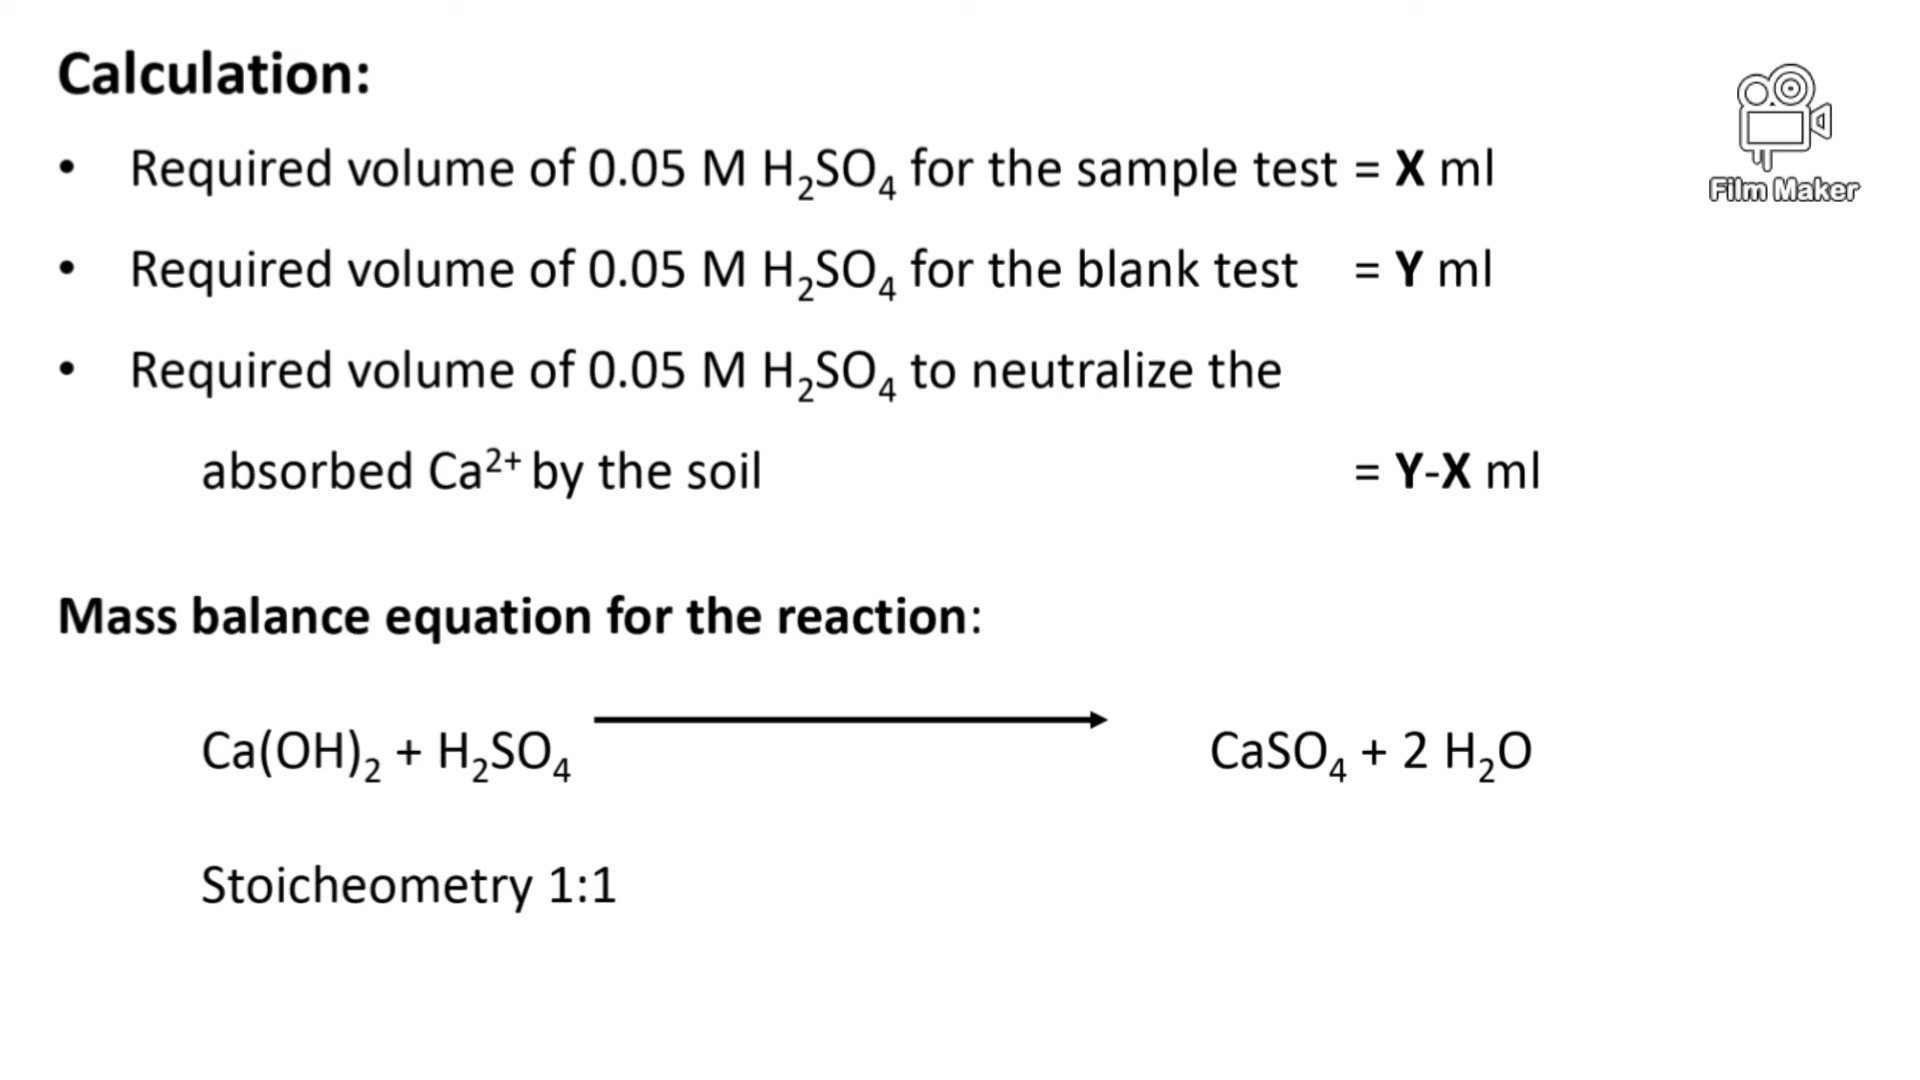 Calculation:
• Required volume of 0.05 M H₂SO₄ for the sample test = X ml
• Required volume of 0.05 M H₂SO₄ for the blank test = Y ml
• Required volume of 0.05 M H₂SO₄ to neutralize the
absorbed Ca²⁺ by the soil = Y-X ml
Mass balance equation for the reaction:
Ca(OH)₂ + H₂SO₄ → CaSO₄ + 2 H₂O
Stoicheometry 1:1
Film Maker